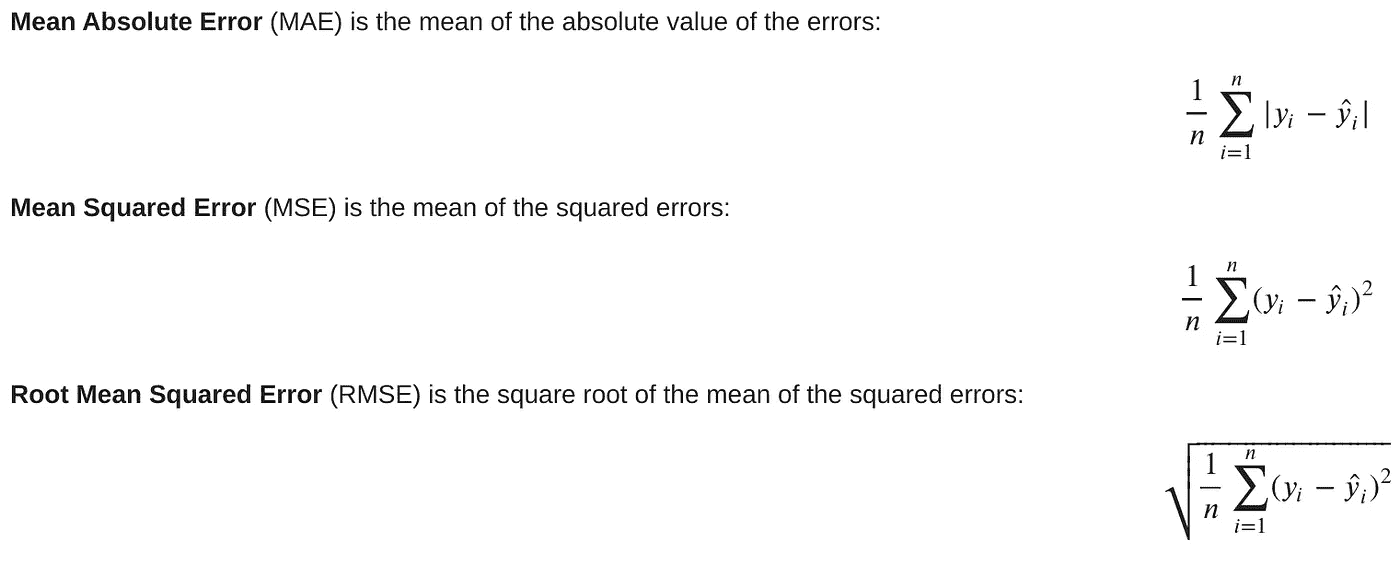 Mean Absolute Error (MAE) is the mean of the absolute value of the errors:
$\frac{1}{n} \sum_{i=1}^{n} |y_i - \hat{y}_i|$
Mean Squared Error (MSE) is the mean of the squared errors:
$\frac{1}{n} \sum_{i=1}^{n} (y_i - \hat{y}_i)^2$
Root Mean Squared Error (RMSE) is the square root of the mean of the squared errors:
$\sqrt{\frac{1}{n} \sum_{i=1}^{n} (y_i - \hat{y}_i)^2}$